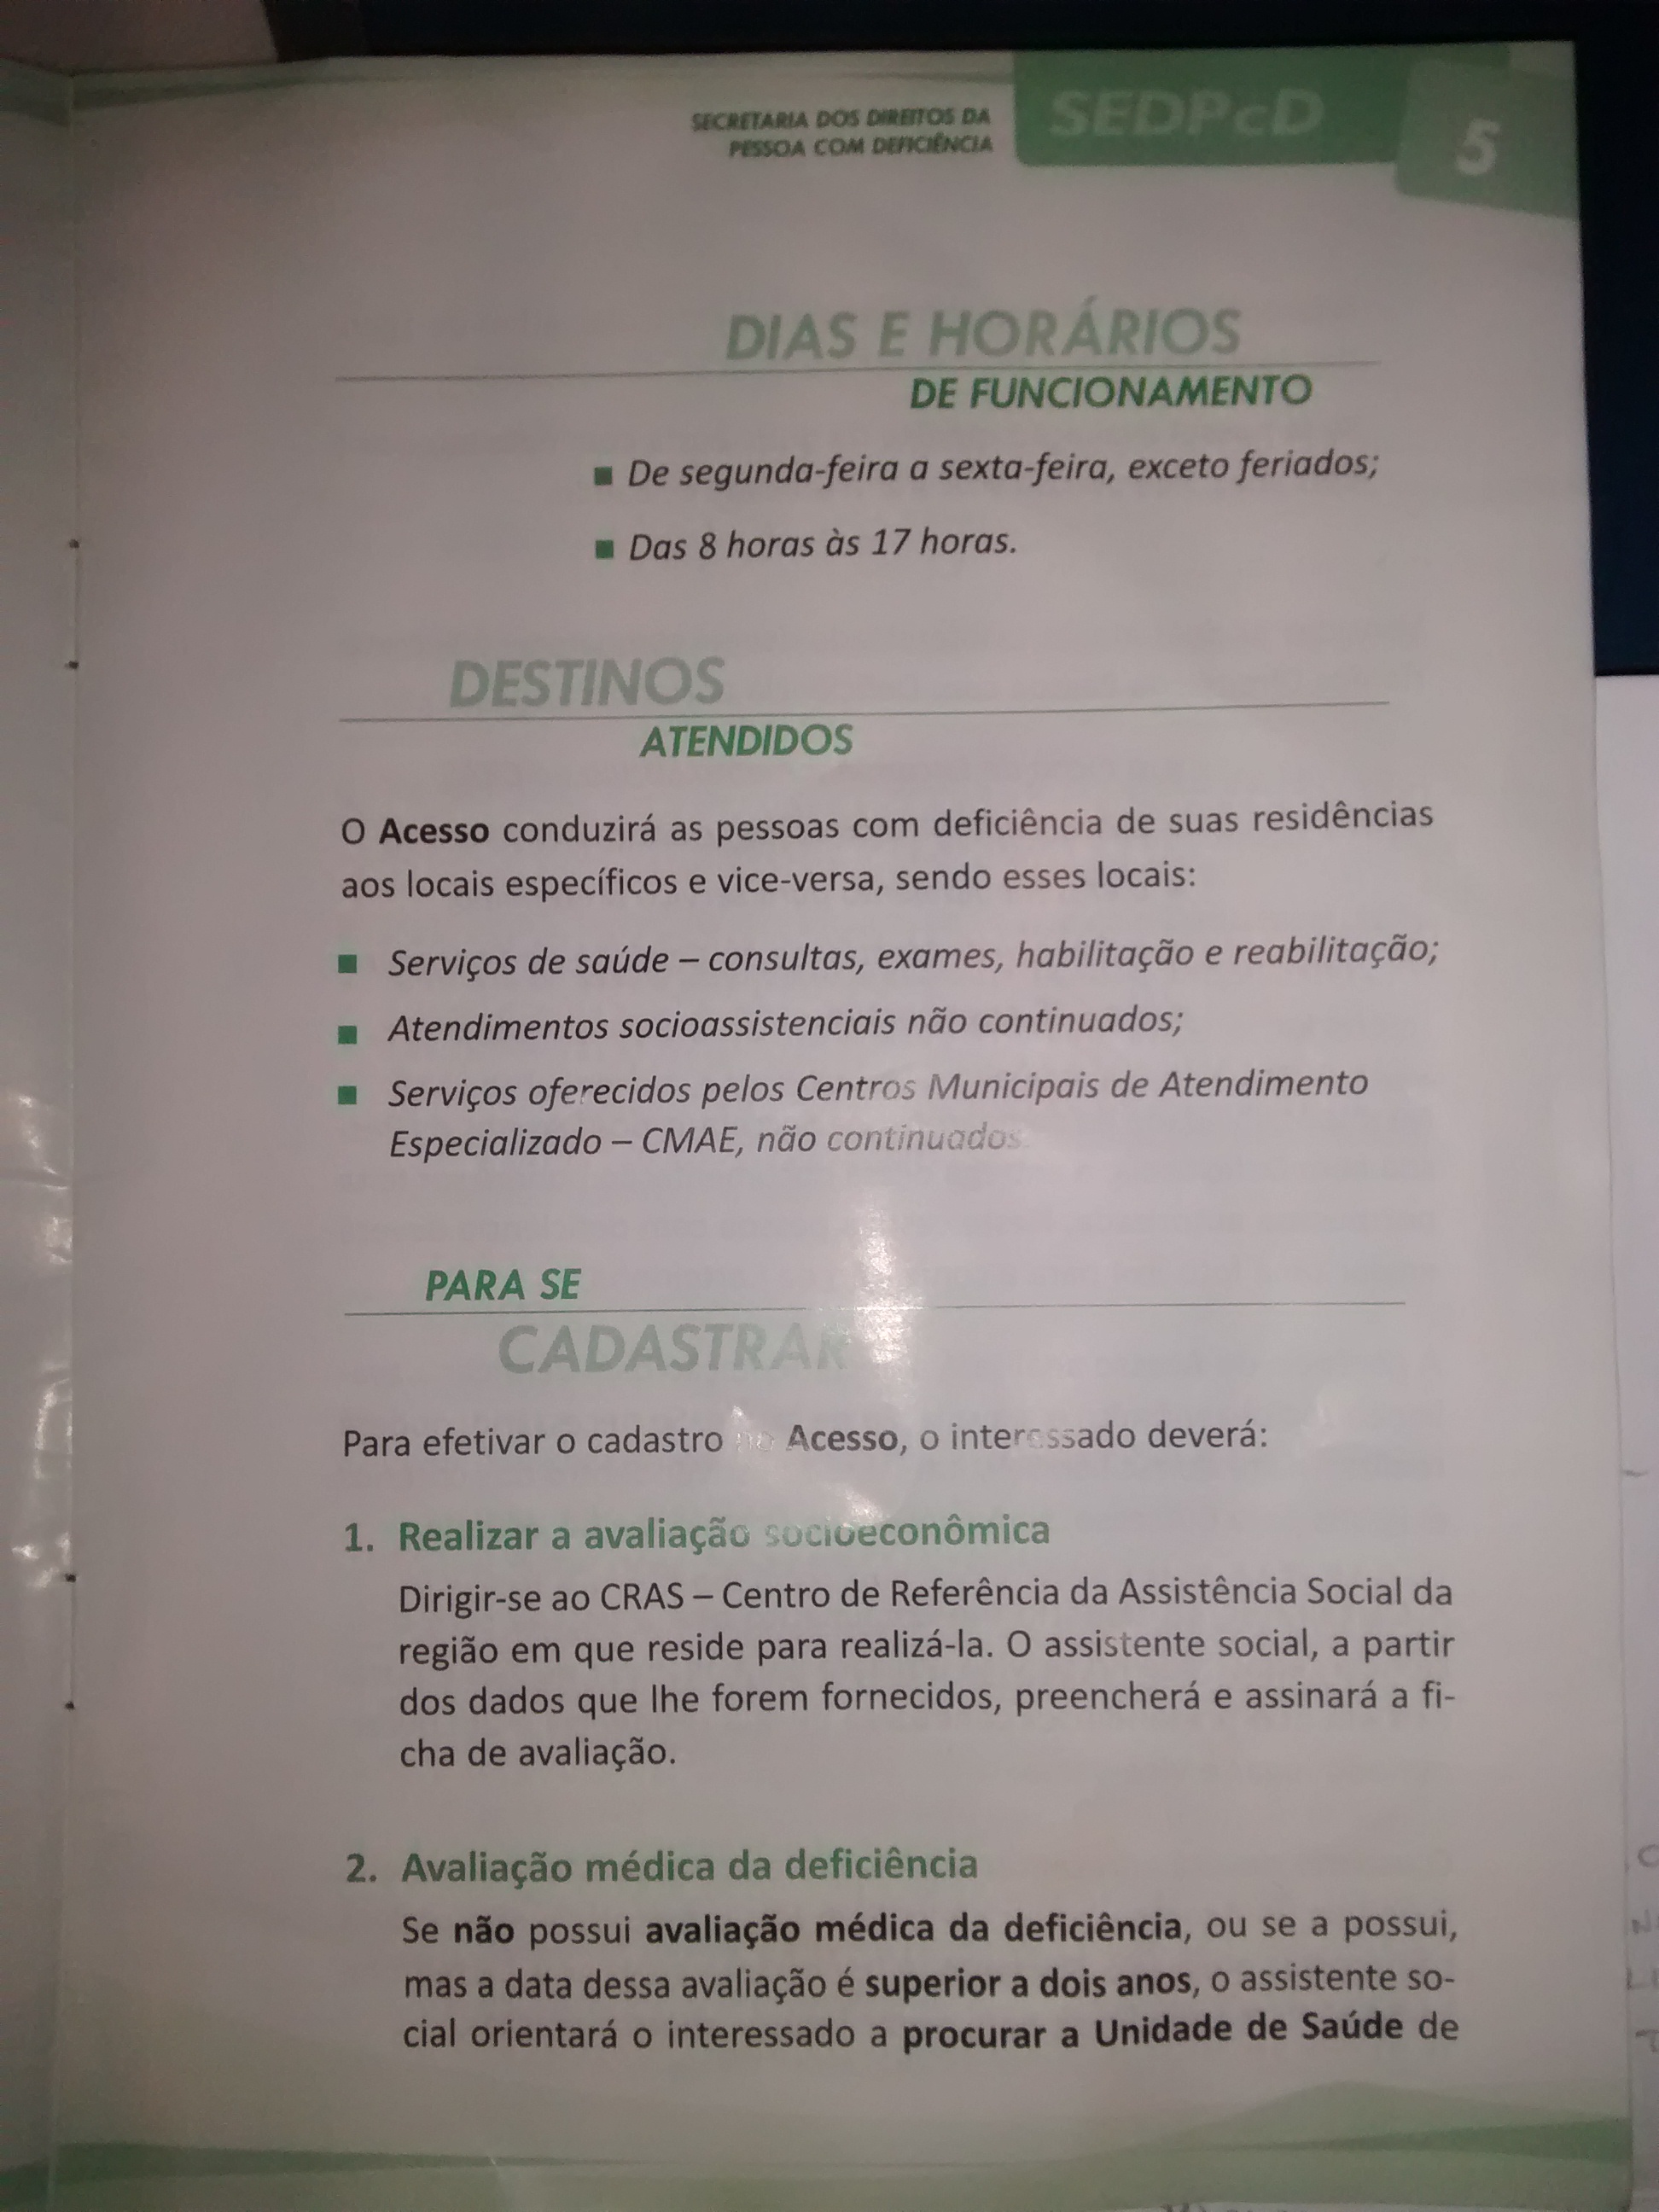 SECRETARIA DOS DIREITOS DA
PESSOA COM DEFICIÊNCIA
SEDPcD
5
DIAS E HORÁRIOS
DE FUNCIONAMENTO
■ De segunda-feira a sexta-feira, exceto feriados;
■ Das 8 horas às 17 horas.
DESTINOS
ATENDIDOS
O Acesso conduzirá as pessoas com deficiência de suas residências
aos locais específicos e vice-versa, sendo esses locais:
■ Serviços de saúde – consultas, exames, habilitação e reabilitação;
■ Atendimentos socioassistenciais não continuados;
■ Serviços oferecidos pelos Centros Municipais de Atendimento
Especializado – CMAE, não continuados
PARA SE
CADASTRAR
Para efetivar o cadastro no Acesso, o interessado deverá:
1. Realizar a avaliação socioeconômica
Dirigir-se ao CRAS – Centro de Referência da Assistência Social da
região em que reside para realizá-la. O assistente social, a partir
dos dados que lhe forem fornecidos, preencherá e assinará a fi-
cha de avaliação.
2. Avaliação médica da deficiência
Se não possui avaliação médica da deficiência, ou se a possui,
mas a data dessa avaliação é superior a dois anos, o assistente so-
cial orientará o interessado a procurar a Unidade de Saúde de